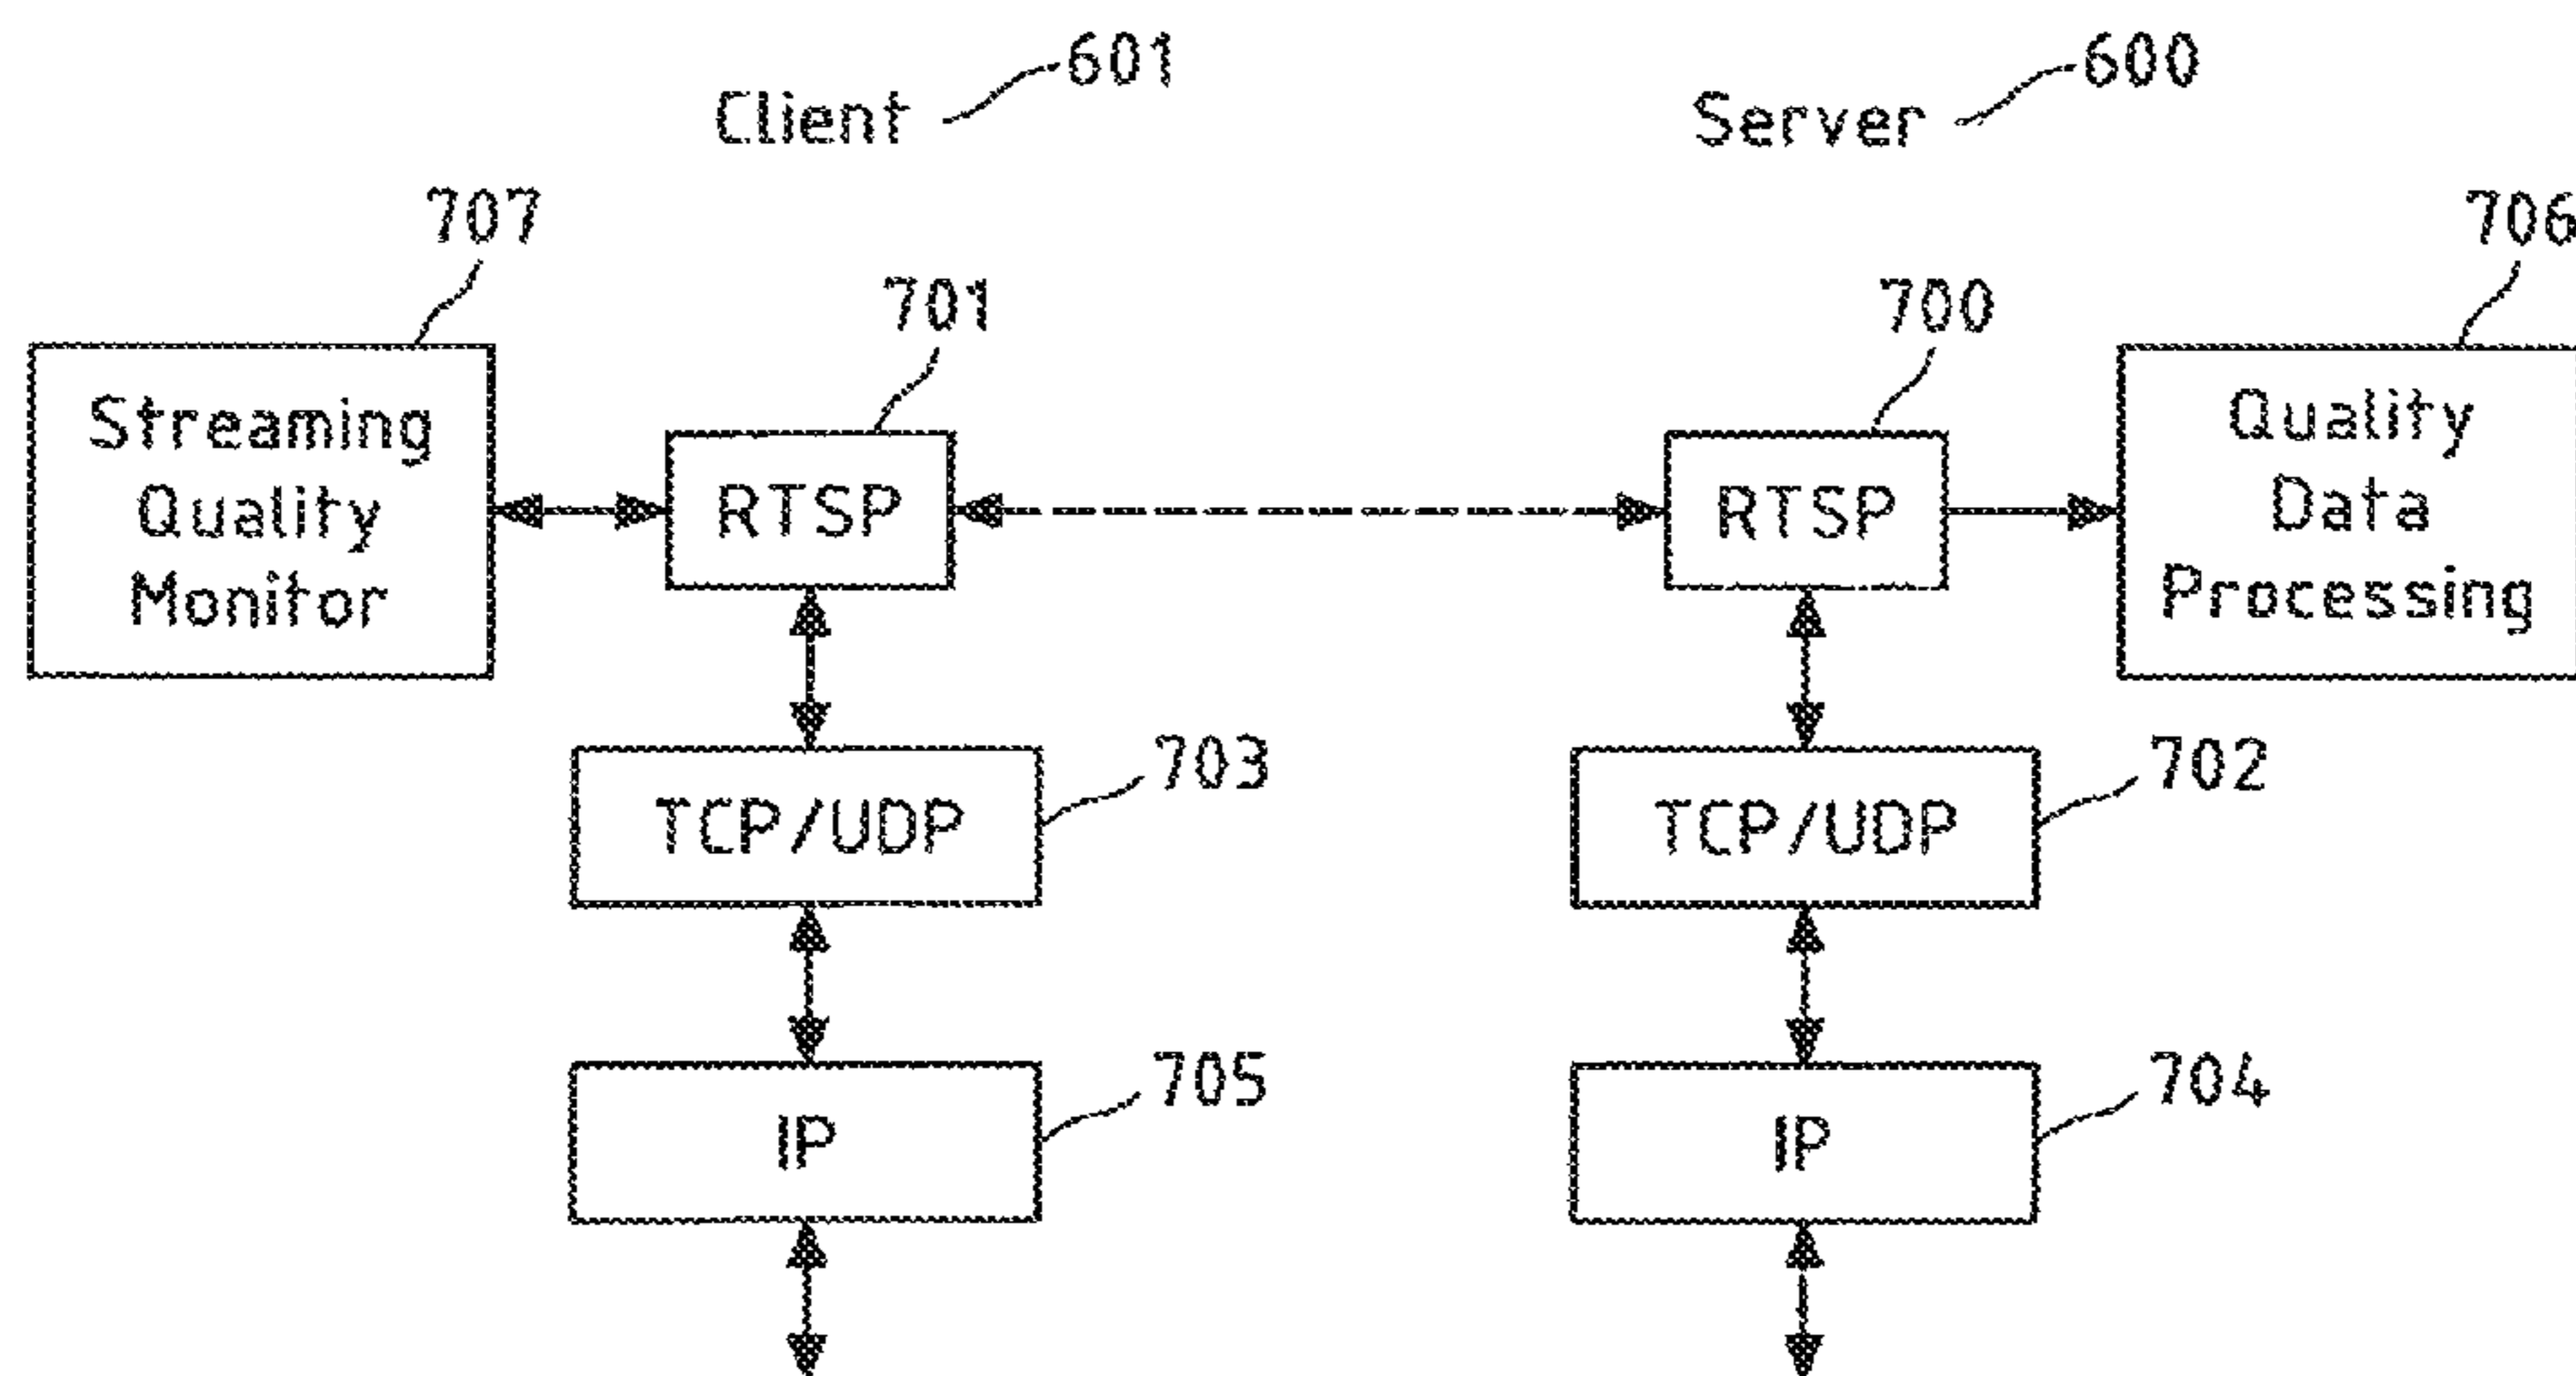 601
Client
600
Server
707
706
701
700
Streaming
Quality
Monitor
RTSP
RTSP
Quality
Data
Processing
703
702
TCP/UDP
TCP/UDP
705
704
IP
IP